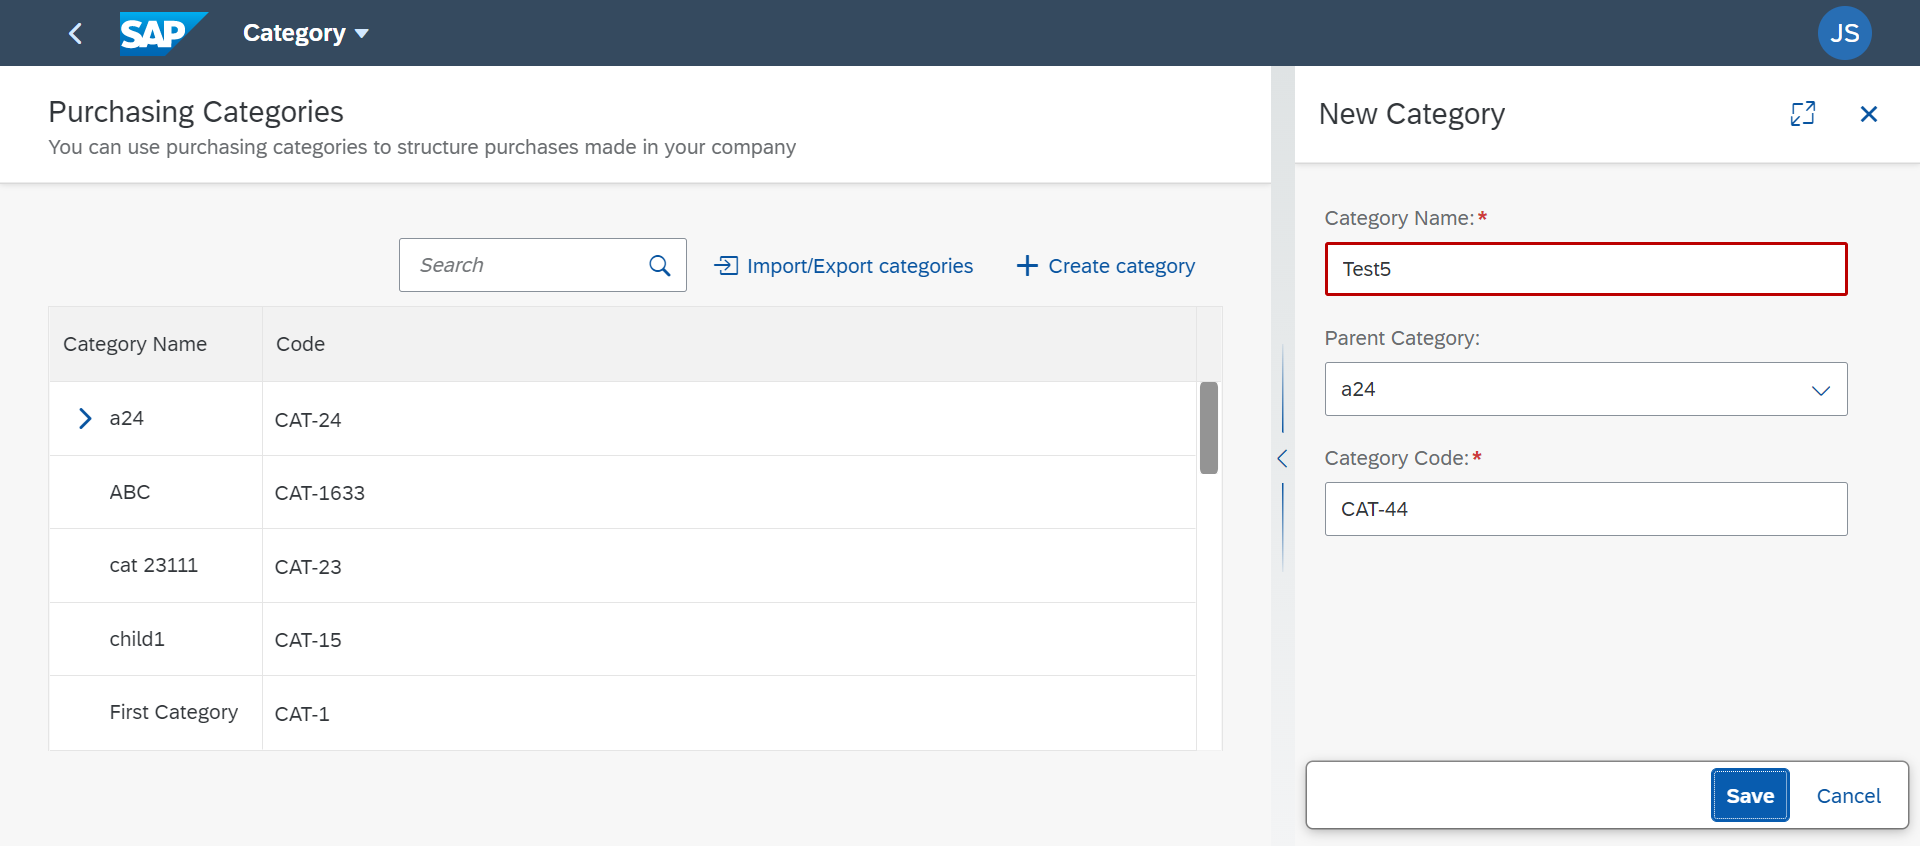 SAP Category JS
Purchasing Categories
You can use purchasing categories to structure purchases made in your company
Search Import/Export categories Create category
Category Name Code
a24 CAT-24
ABC CAT-1633
cat 23111 CAT-23
child1 CAT-15
First Category CAT-1
New Category
Category Name:*
Test5
Parent Category:
a24
Category Code:*
CAT-44
Save Cancel